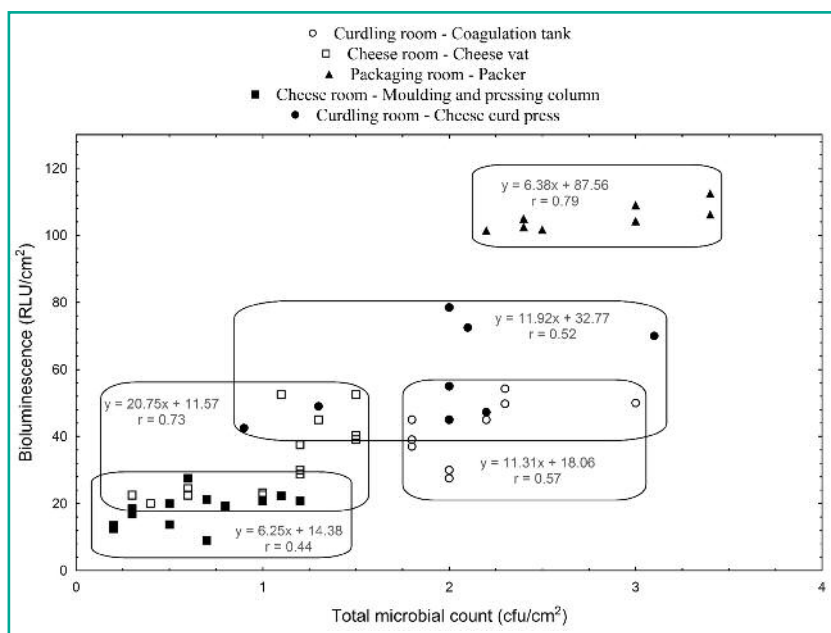 Curdling room - Coagulation tank
Cheese room - Cheese vat
Packaging room - Packer
Cheese room - Moulding and pressing column
Curdling room - Cheese curd press
120
100
80
60
40
20
0
Bioluminescence (RLU/cm²)
y = 6.38x + 87.56
r = 0.79
y = 11.92x + 32.77
r = 0.52
y = 20.75x + 11.57
r = 0.73
y = 11.31x + 18.06
r = 0.57
y = 6.25x + 14.38
r = 0.44
0
1
2
3
4
Total microbial count (cfu/cm²)